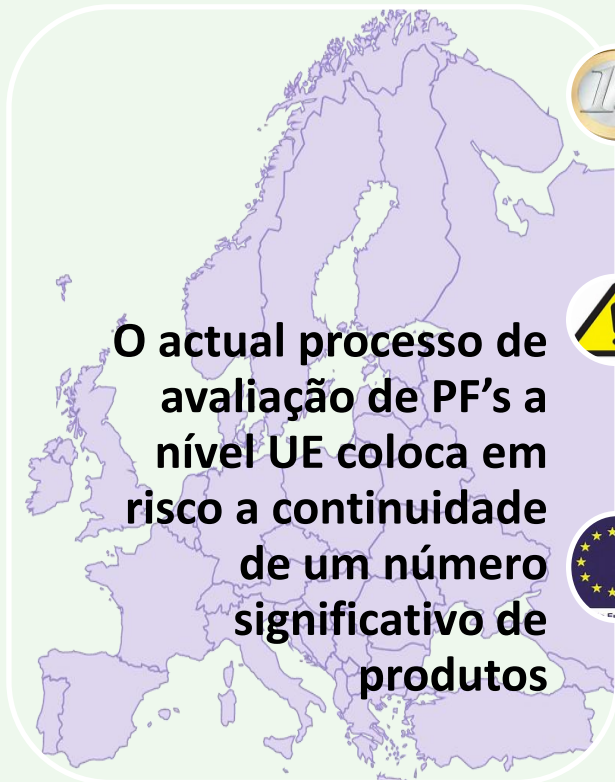 O actual processo de
avaliação de PF’s a
nível UE coloca em
risco a continuidade
de um número
significativo de
produtos